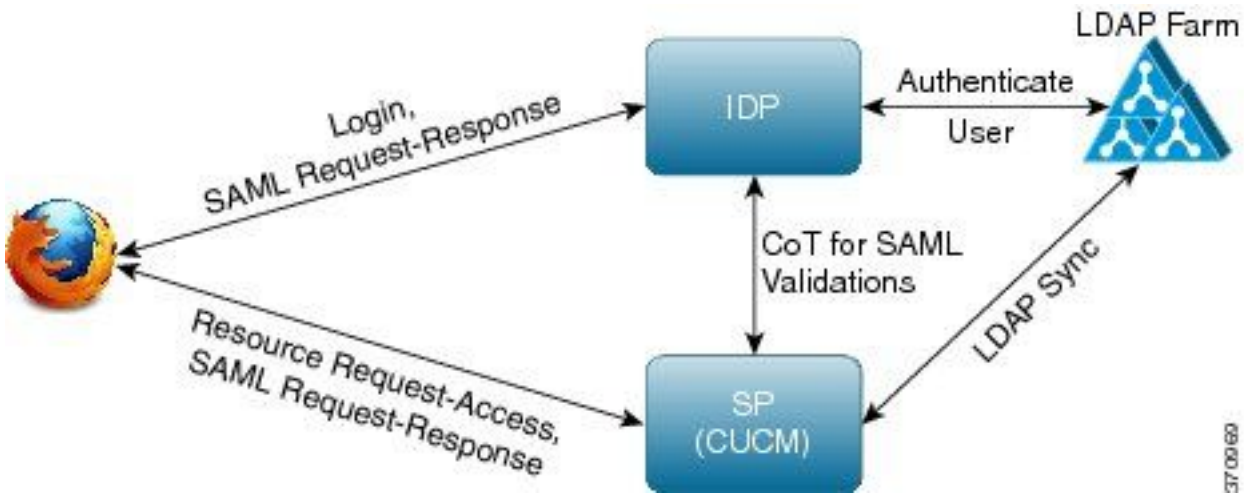 LDAP Farm
Login,
SAML Request-Response
IDP
Authenticate
User
CoT for SAML
Validations
LDAP Sync
Resource Request-Access,
SAML Request-Response
SP
(CUCM)
370969